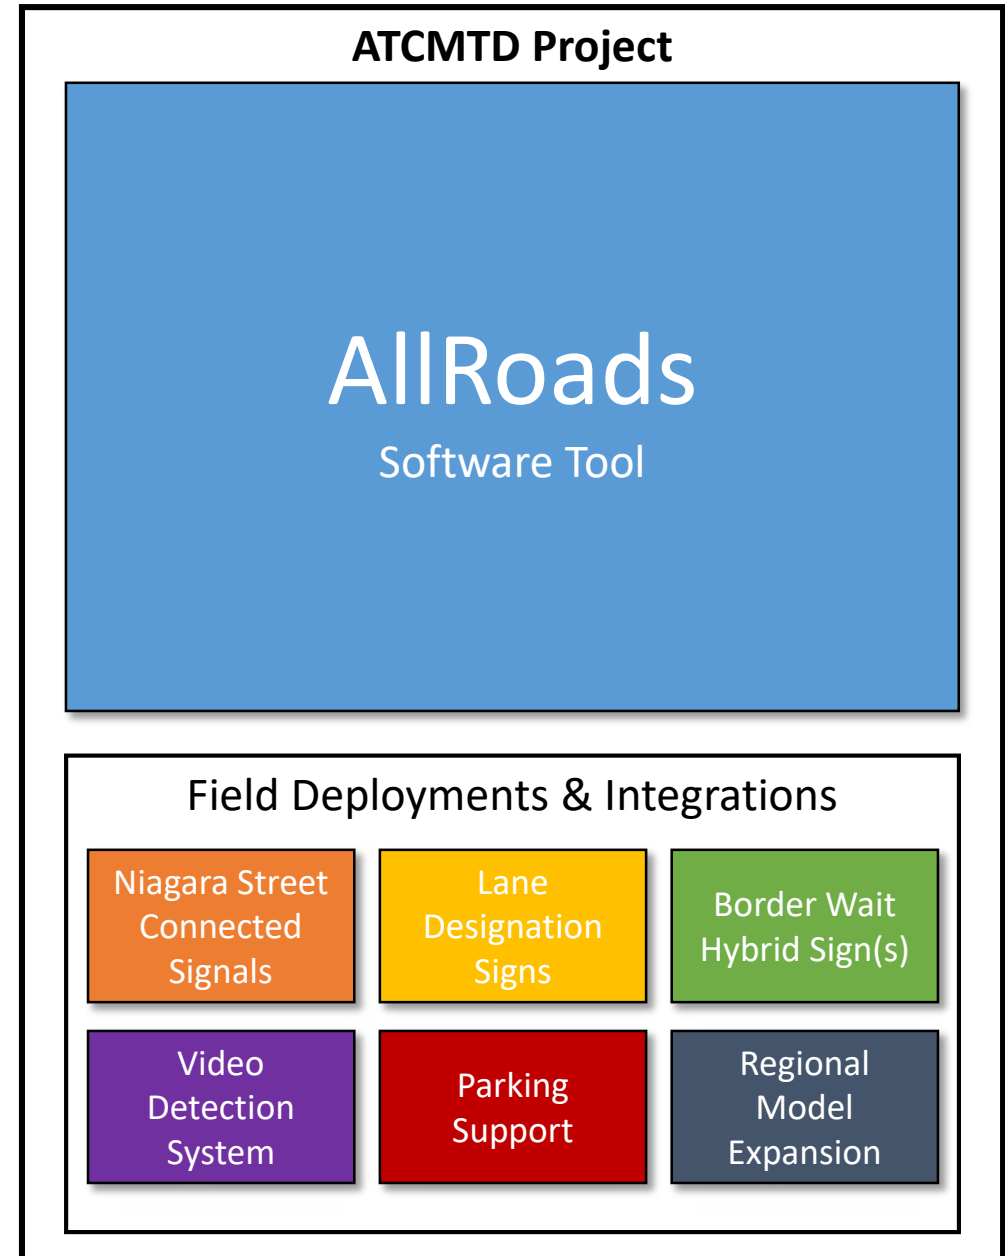 ATCMTD Project
AllRoads
Software Tool
Field Deployments & Integrations
Niagara Street
Connected
Signals
Lane
Designation
Signs
Border Wait
Hybrid Sign(s)
Video
Detection
System
Parking
Support
Regional
Model
Expansion